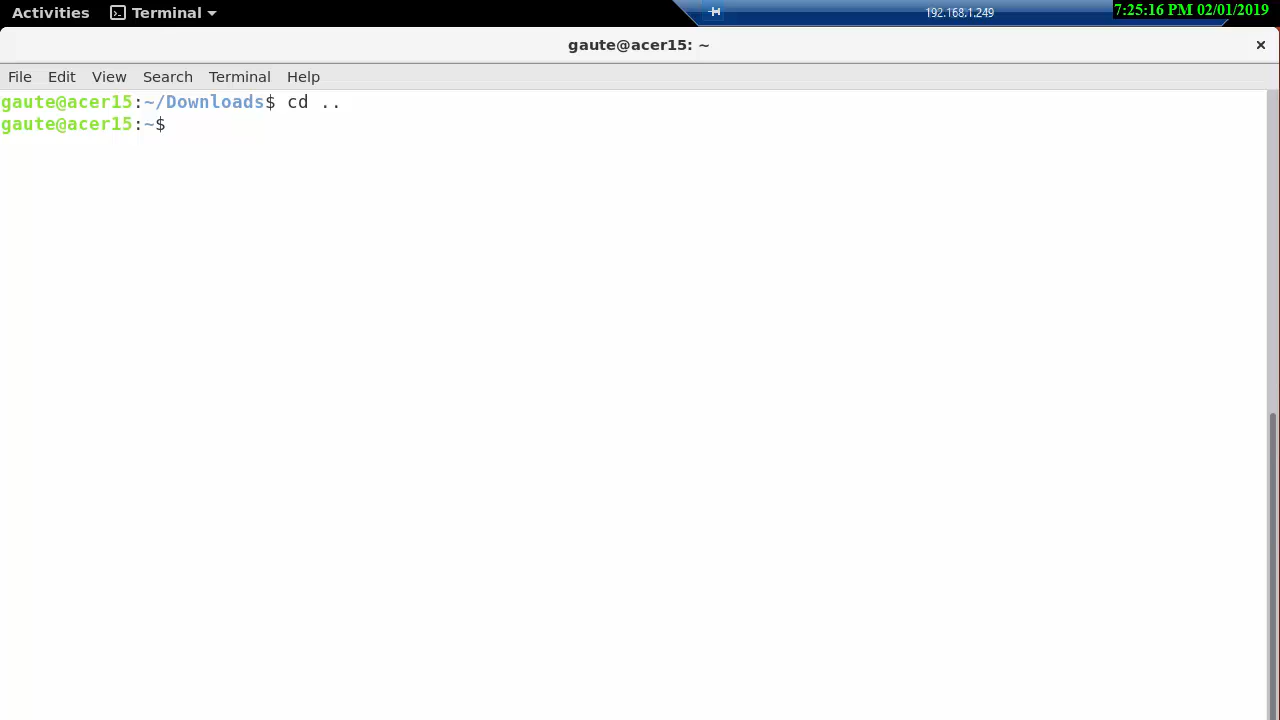 Activities Terminal 192.168.1.249 7:25:16 PM 02/01/2019
gaute@acer15: ~
File Edit View Search Terminal Help
gaute@acer15:~/Downloads$ cd ..
gaute@acer15:~$